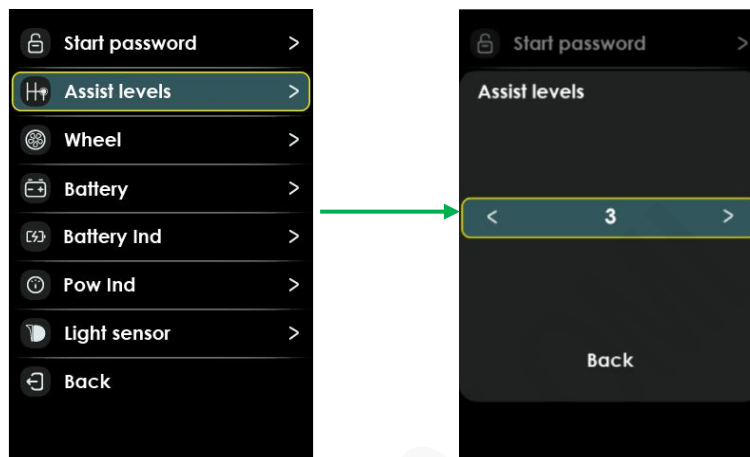 Start password >
Assist levels >
Wheel >
Battery >
Battery Ind >
Pow Ind >
Light sensor >
Back
Start password >
Assist levels
< 3 >
Back